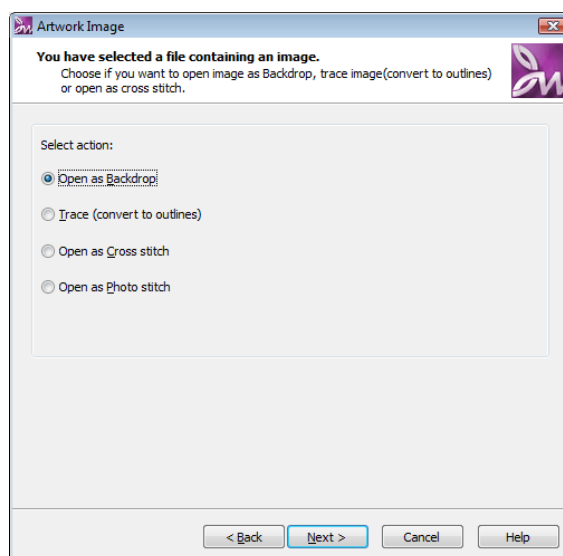 Artwork Image
You have selected a file containing an image.
Choose if you want to open image as Backdrop, trace image(convert to outlines)
or open as cross stitch.
Select action:
Open as Backdrop
Trace (convert to outlines)
Open as Cross stitch
Open as Photo stitch
< Back Next > Cancel Help